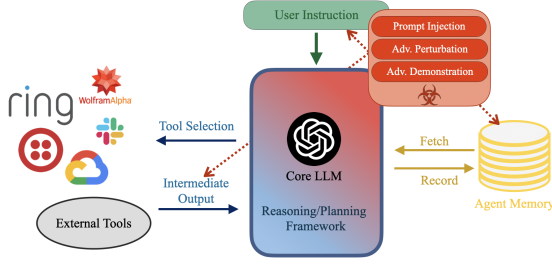 User Instruction
Prompt Injection
Adv. Perturbation
Adv. Demonstration
ring
WolframAlpha
Tool Selection
Core LLM
Fetch
Record
Intermediate
Output
Reasoning/Planning
Framework
External Tools
Agent Memory